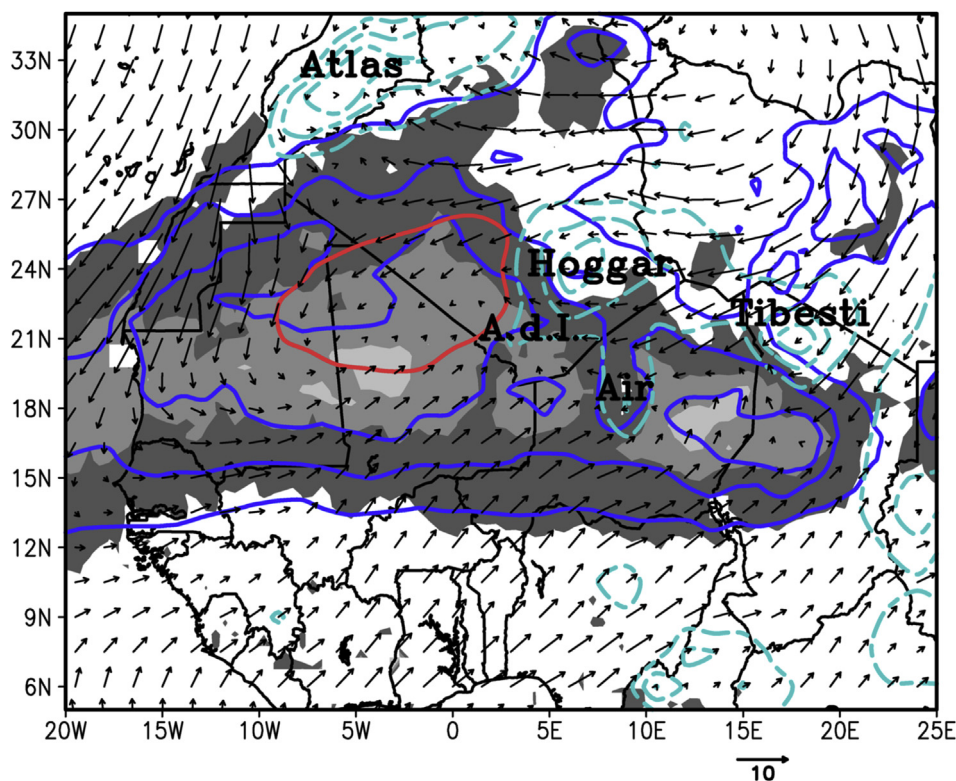 33N
Atlas
30N
27N
24N
Hoggar
Tibesti
21N
A.d.I.
Aïr
18N
15N
12N
9N
6N
20W 15W 10W 5W 0 5E 10E 15E 20E 25E
10